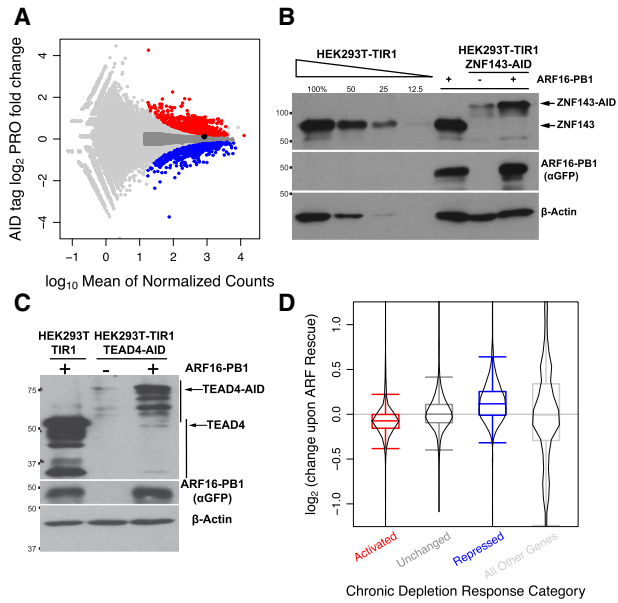 A
AID tag log2 PRO fold change
4
2
0
−2
−4
−1 0 1 2 3 4
log10 Mean of Normalized Counts
B
HEK293T-TIR1
HEK293T-TIR1
ZNF143-AID
100% 50 25 12.5
+ - + ARF16-PB1
100
50
ZNF143-AID
ZNF143
50
ARF16-PB1
(αGFP)
50
β-Actin
C
HEK293T
TIR1
HEK293T-TIR1
TEAD4-AID
+ - + ARF16-PB1
75
50
37
TEAD4-AID
TEAD4
50
ARF16-PB1
(αGFP)
50
37
β-Actin
D
log2 (change upon ARF Rescue)
1.0
0.5
0.0
−0.5
−1.0
Activated
Unchanged
Repressed
All Other Genes
Chronic Depletion Response Category